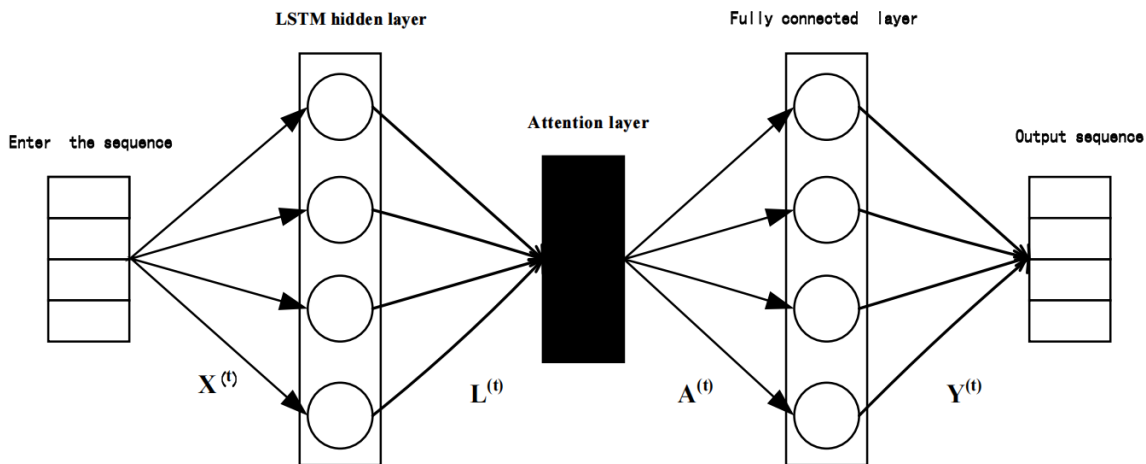 LSTM hidden layer
Fully connected layer
Attention layer
Enter the sequence
Output sequence
X(t)
L(t)
A(t)
Y(t)